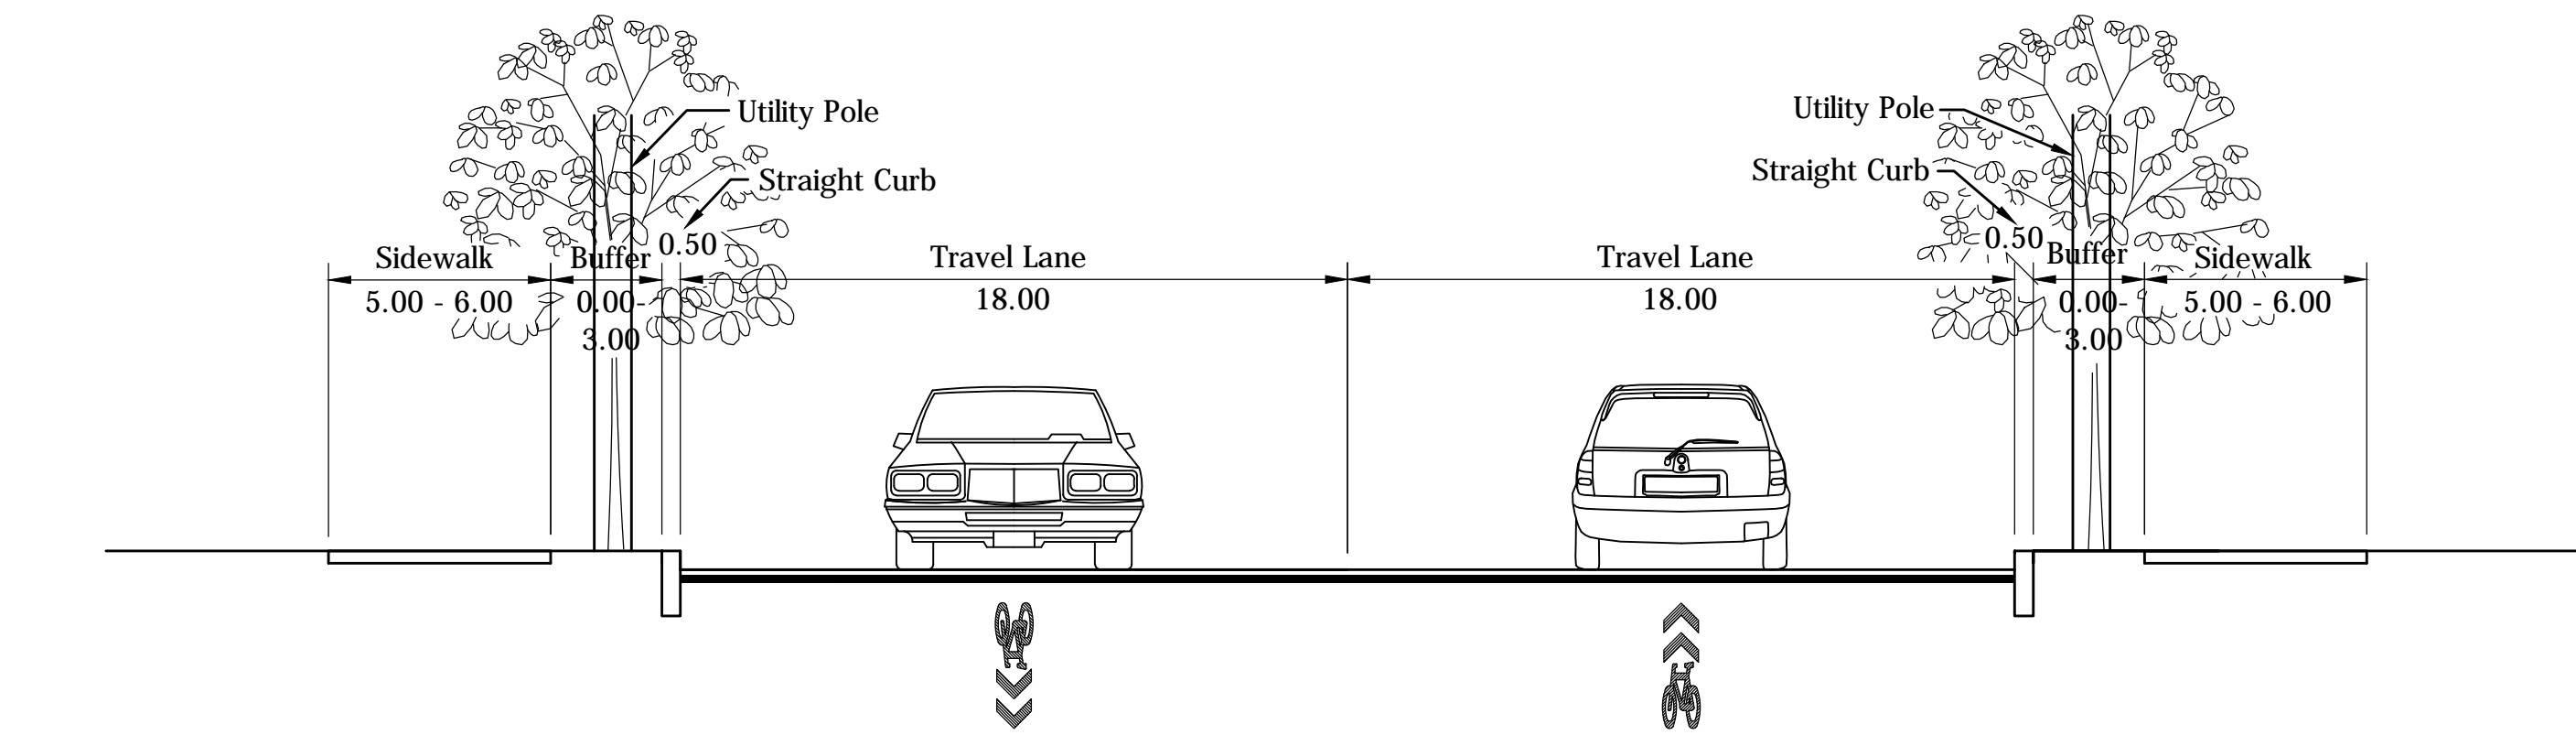 Utility Pole
Straight Curb
Utility Pole
Straight Curb
Sidewalk
5.00 - 6.00
Buffer
0.00-
3.00
0.50
Travel Lane
18.00
Travel Lane
18.00
0.50
Buffer
0.00-
3.00
Sidewalk
5.00 - 6.00